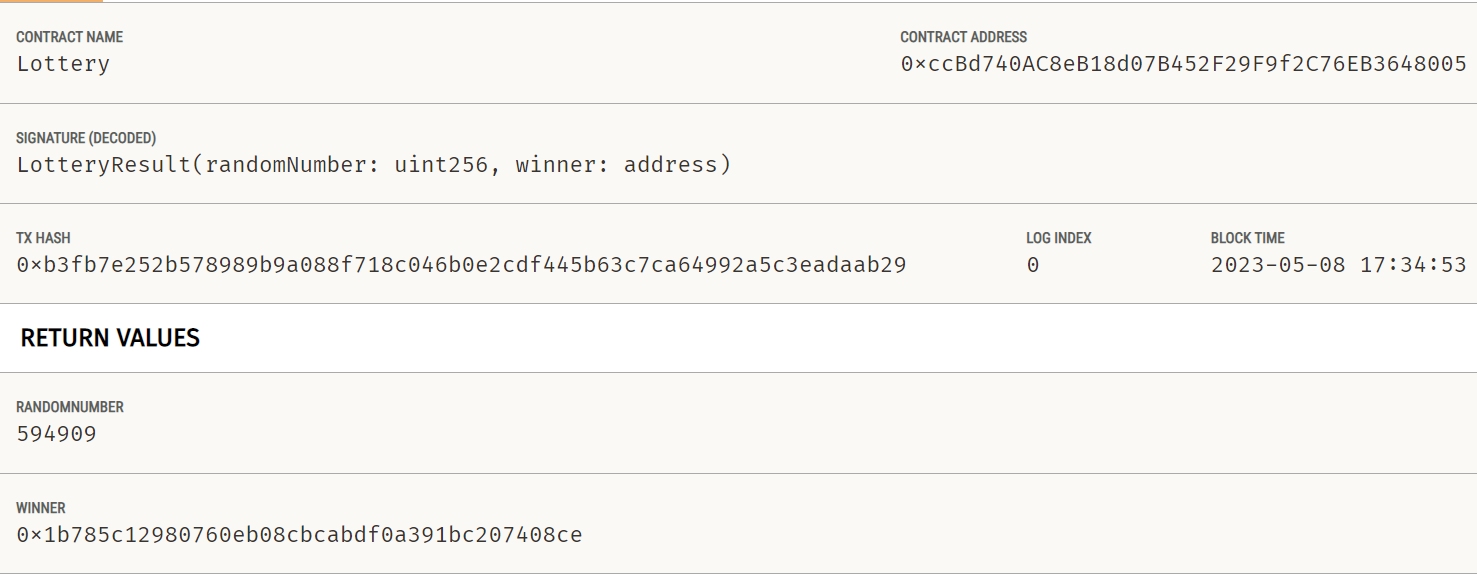 CONTRACT NAME
Lottery
CONTRACT ADDRESS
0×ccBd740AC8eB18d07B452F29F9f2C76EB3648005
SIGNATURE (DECODED)
LotteryResult(randomNumber: uint256, winner: address)
TX HASH
0×b3fb7e252b578989b9a088f718c046b0e2cdf445b63c7ca64992a5c3eadaab29
LOG INDEX
0
BLOCK TIME
2023-05-08 17:34:53
RETURN VALUES
RANDOMNUMBER
594909
WINNER
0×1b785c12980760eb08cbcabdf0a391bc207408ce